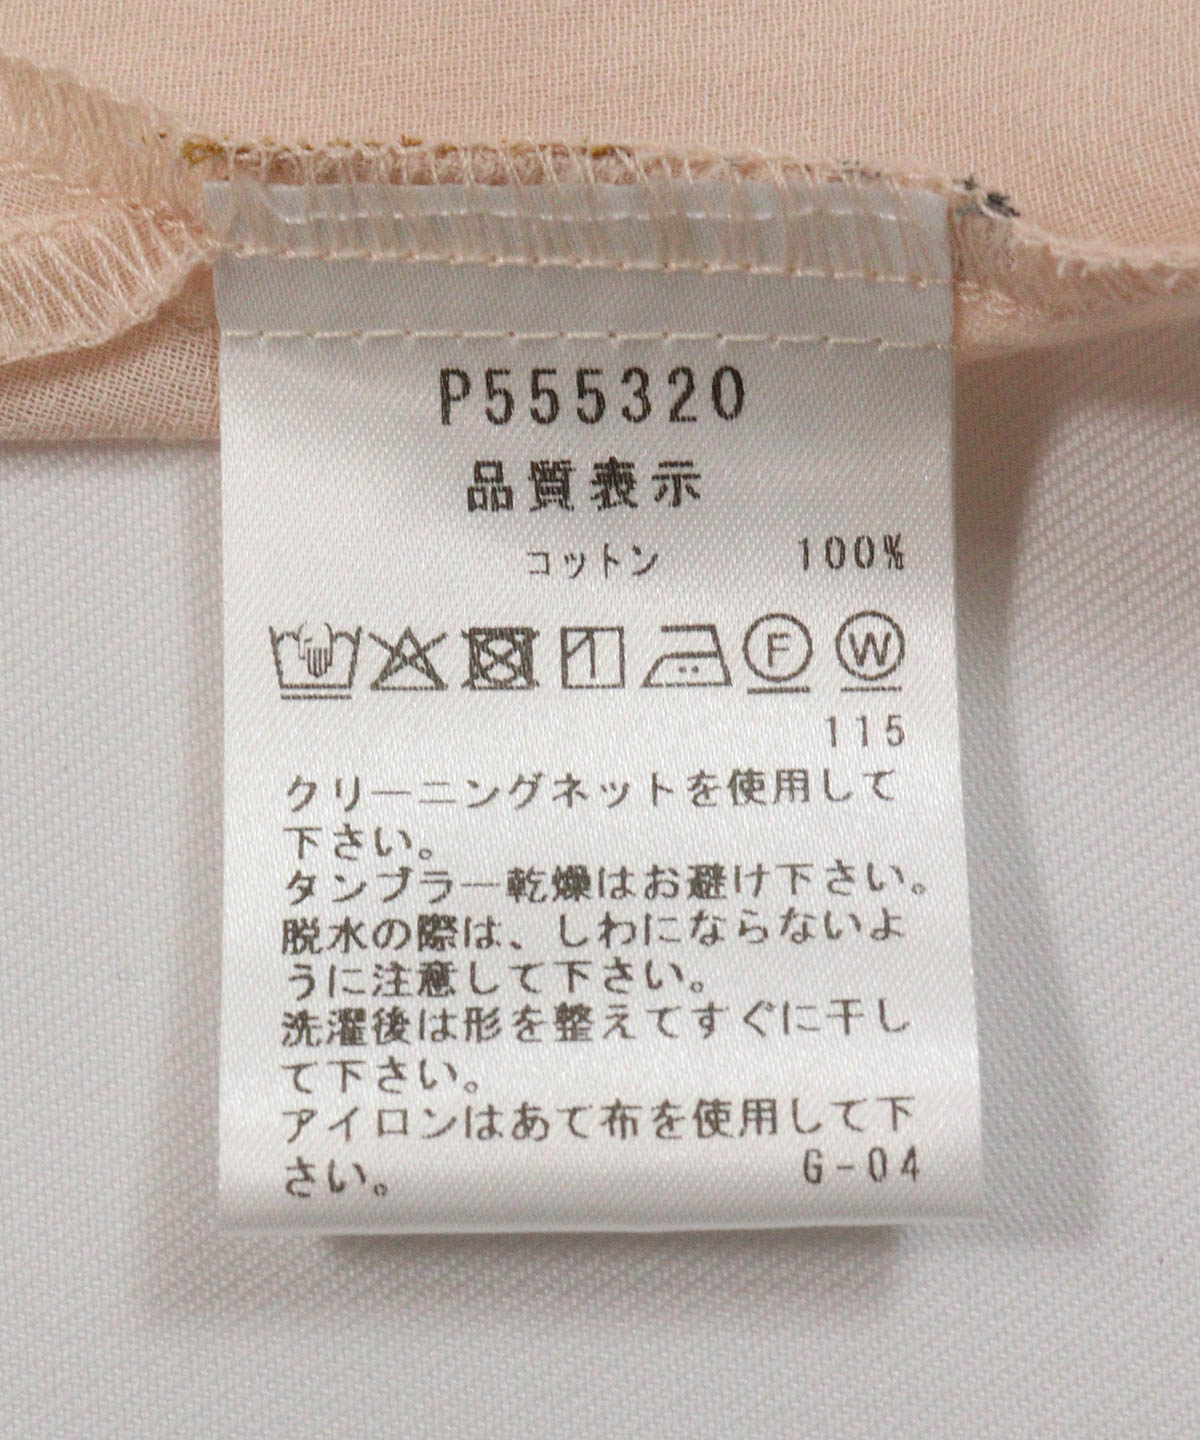 P555320
品質表示
コットン 100%
F W
115
クリーニングネットを使用して
下さい。
タンブラー乾燥はお避け下さい。
脱水の際は、しわにならないよ
うに注意して下さい。
洗濯後は形を整えてすぐに干し
て下さい。
アイロンはあて布を使用して下
さい。 G-04